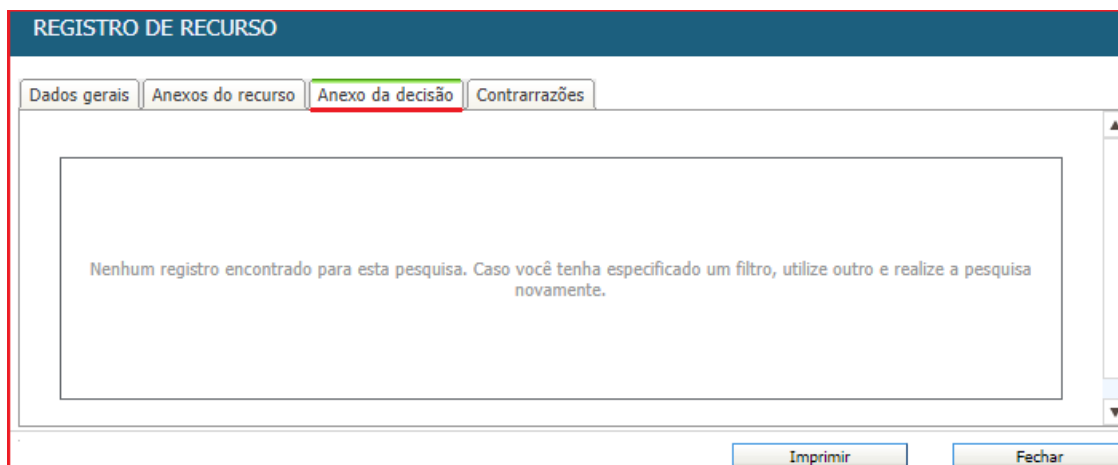 REGISTRO DE RECURSO
Dados gerais
Anexos do recurso
Anexo da decisão
Contrarrazões
Nenhum registro encontrado para esta pesquisa. Caso você tenha especificado um filtro, utilize outro e realize a pesquisa
novamente.
Imprimir
Fechar